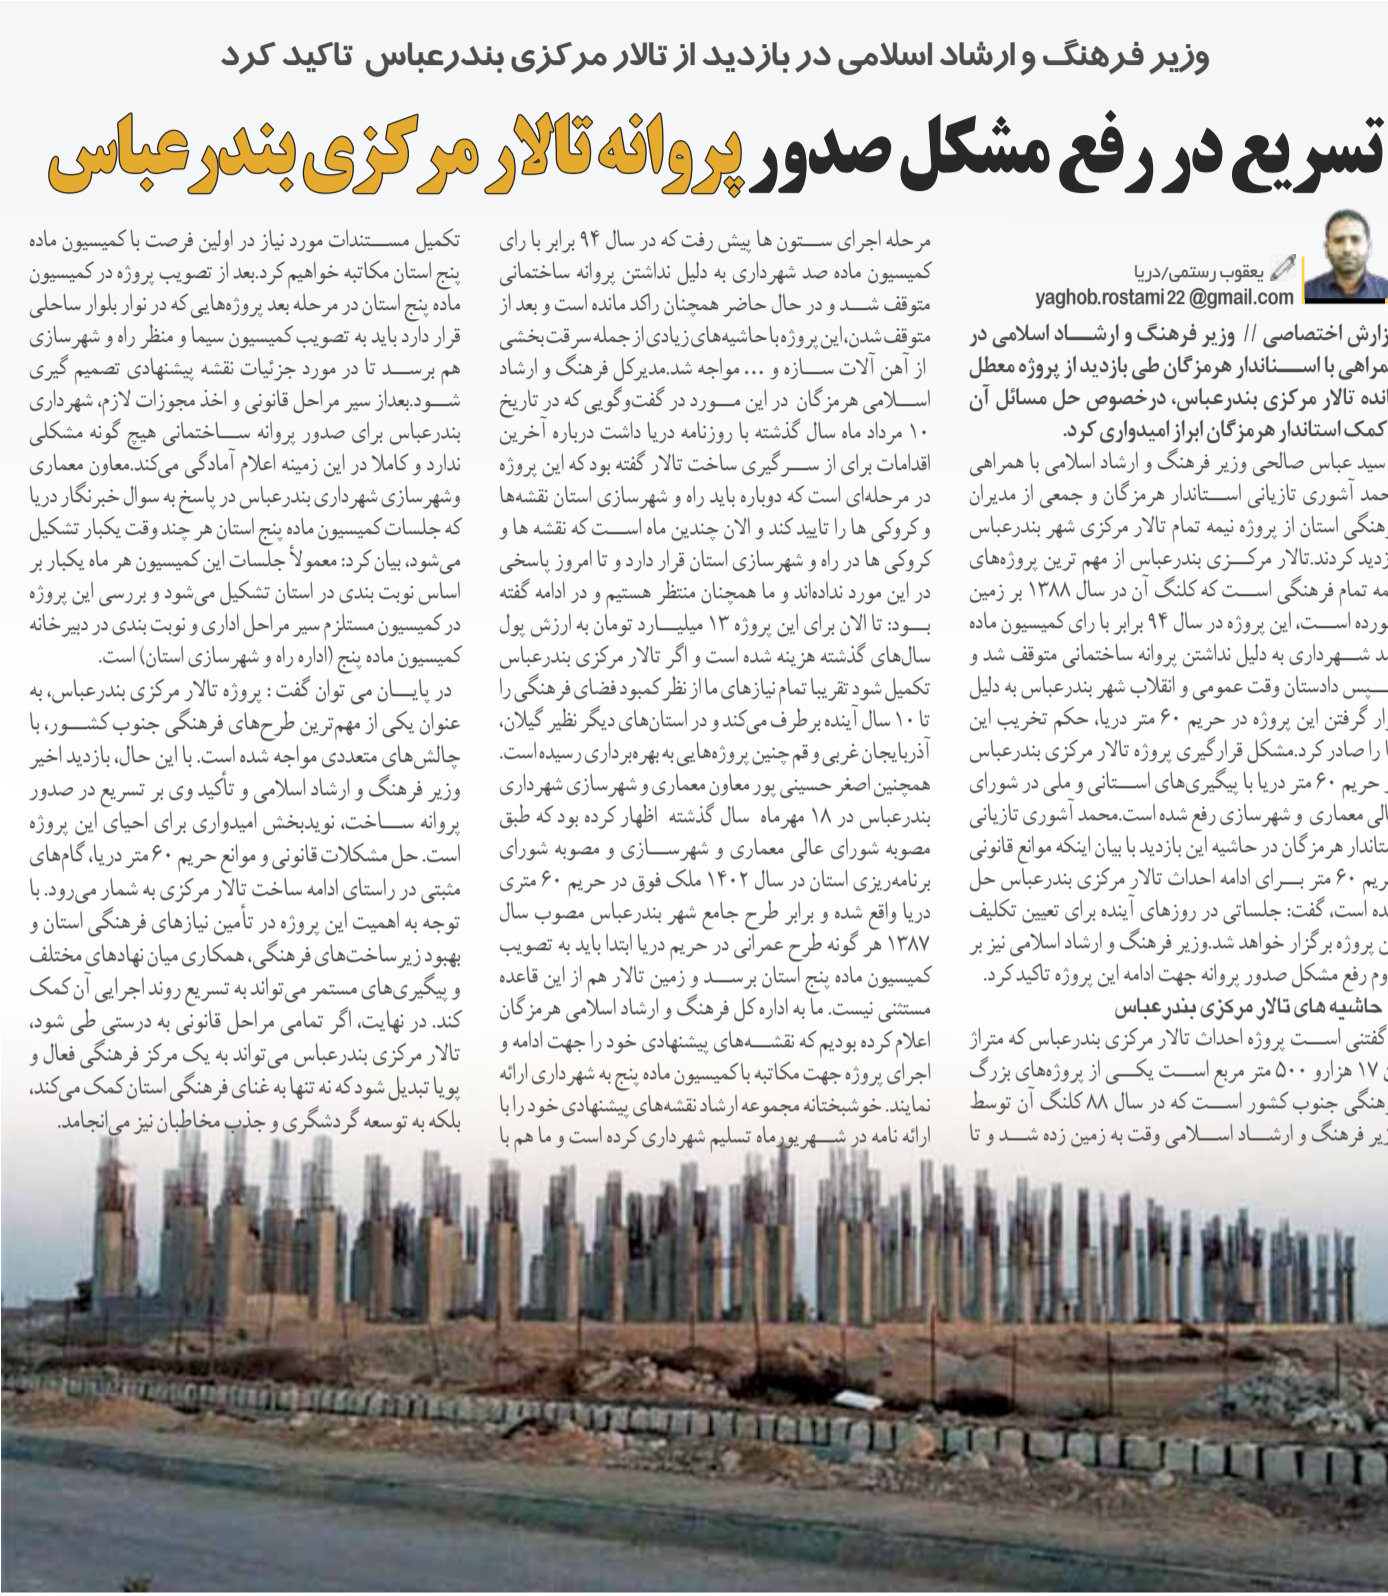 وزیر فرهنگ و ارشاد اسلامی در بازدید از تالار مرکزی بندرعباس تاکید کرد
تسریع در رفع مشکل صدور پروانه تالار مرکزی بندرعباس
یعقوب رستمی/دریا
yaghob.rostami22 @gmail.com
اختصاصی // وزیر فرهنگ و ارشاد اسلامی در
با استاندار هرمزگان طی بازدید از پروژه معطل
تالار مرکزی بندرعباس، درخصوص حل مسائل آن
کمک استاندار هرمزگان ابراز امیدواری کرد.
سید عباس صالحی وزیر فرهنگ و ارشاد اسلامی با همراهی
آشوری تازیانی استاندار هرمزگان و جمعی از مدیران
استان از پروژه نیمه تمام تالار مرکزی شهر بندرعباس
کردند.تالار مرکزی بندرعباس از مهم ترین پروژه‌های
تمام فرهنگی است که کلنگ آن در سال ۱۳۸۸ بر زمین
است، این پروژه در سال ۹۴ برابر با رای کمیسیون ماده
شهرداری به دلیل نداشتن پروانه ساختمانی متوقف شد و
دادستان وقت عمومی و انقلاب شهر بندرعباس به دلیل
گرفتن این پروژه در حریم ۶۰ متر دریا، حکم تخریب این
را صادر کرد.مشکل قرارگیری پروژه تالار مرکزی بندرعباس
حریم ۶۰ متر دریا با پیگیری‌های استانی و ملی در شورای
معماری و شهرسازی رفع شده است.محمد آشوری تازیانی
هرمزگان در حاشیه این بازدید با بیان اینکه موانع قانونی
۶۰ متر برای ادامه احداث تالار مرکزی بندرعباس حل
است، گفت: جلساتی در روزهای آینده برای تعیین تکلیف
پروژه برگزار خواهد شد.وزیر فرهنگ و ارشاد اسلامی نیز بر
رفع مشکل صدور پروانه جهت ادامه این پروژه تاکید کرد.
حاشیه های تالار مرکزی بندرعباس
گفتنی است پروژه احداث تالار مرکزی بندرعباس که متراژ
۱۷ هزارو ۵۰۰ متر مربع است یکی از پروژه‌های بزرگ
جنوب کشور است که در سال ۸۸ کلنگ آن توسط
فرهنگ و ارشاد اسلامی وقت به زمین زده شد و تا
مرحله اجرای ستون ها پیش رفت که در سال ۹۴ برابر با رای
کمیسیون ماده صد شهرداری به دلیل نداشتن پروانه ساختمانی
متوقف شد و در حال حاضر همچنان راکد مانده است و بعد از
متوقف شدن، این پروژه با حاشیه‌های زیادی از جمله سرقت بخشی
از آهن آلات سازه و ... مواجه شد.مدیرکل فرهنگ و ارشاد
اسلامی هرمزگان در این مورد در گفت‌وگویی که در تاریخ
۱۰ مرداد ماه سال گذشته با روزنامه دریا داشت درباره آخرین
اقدامات برای از سرگیری ساخت تالار گفته بود که این پروژه
در مرحله‌ای است که دوباره باید راه و شهرسازی استان نقشه‌ها
و کروکی ها را تایید کند و الان چندین ماه است که نقشه ها و
کروکی ها در راه و شهرسازی استان قرار دارد و تا امروز پاسخی
در این مورد نداده‌اند و ما همچنان منتظر هستیم و در ادامه گفته
بود: تا الان برای این پروژه ۱۳ میلیارد تومان به ارزش پول
سال‌های گذشته هزینه شده است و اگر تالار مرکزی بندرعباس
تکمیل شود تقریبا تمام نیازهای ما از نظر کمبود فضای فرهنگی را
تا ۱۰ سال آینده برطرف می‌کند و در استان‌های دیگر نظیر گیلان،
آذربایجان غربی و قم چنین پروژه‌هایی به بهره‌برداری رسیده است.
همچنین اصغر حسینی پور معاون معماری و شهرسازی شهرداری
بندرعباس در ۱۸ مهرماه سال گذشته اظهار کرده بود که طبق
مصوبه شورای عالی معماری و شهرسازی و مصوبه شورای
برنامه‌ریزی استان در سال ۱۴۰۲ ملک فوق در حریم ۶۰ متری
دریا واقع شده و برابر طرح جامع شهر بندرعباس مصوب سال
۱۳۸۷ هر گونه طرح عمرانی در حریم دریا ابتدا باید به تصویب
کمیسیون ماده پنج استان برسد و زمین تالار هم از این قاعده
مستثنی نیست. ما به اداره کل فرهنگ و ارشاد اسلامی هرمزگان
اعلام کرده بودیم که نقشه‌های پیشنهادی خود را جهت ادامه و
اجرای پروژه جهت مکاتبه با کمیسیون ماده پنج به شهرداری ارائه
نمایند. خوشبختانه مجموعه ارشاد نقشه‌های پیشنهادی خود را با
ارائه نامه در شهریورماه تسلیم شهرداری کرده است و ما هم با
تکمیل مستندات مورد نیاز در اولین فرصت با کمیسیون ماده
پنج استان مکاتبه خواهیم کرد.بعد از تصویب پروژه در کمیسیون
ماده پنج استان در مرحله بعد پروژه‌هایی که در نوار بلوار ساحلی
قرار دارد باید به تصویب کمیسیون سیما و منظر راه و شهرسازی
هم برسد تا در مورد جزئیات نقشه پیشنهادی تصمیم گیری
شود.بعداز سیر مراحل قانونی و اخذ مجوزات لازم، شهرداری
بندرعباس برای صدور پروانه ساختمانی هیچ گونه مشکلی
ندارد و کاملا در این زمینه اعلام آمادگی می‌کند.معاون معماری
وشهرسازی شهرداری بندرعباس در پاسخ به سوال خبرنگار دریا
که جلسات کمیسیون ماده پنج استان هر چند وقت یکبار تشکیل
می‌شود، بیان کرد: معمولاً جلسات این کمیسیون هر ماه یکبار بر
اساس نوبت بندی در استان تشکیل می‌شود و بررسی این پروژه
در کمیسیون مستلزم سیر مراحل اداری و نوبت بندی در دبیرخانه
کمیسیون ماده پنج (اداره راه و شهرسازی استان) است.
در پایان می توان گفت : پروژه تالار مرکزی بندرعباس، به
عنوان یکی از مهم‌ترین طرح‌های فرهنگی جنوب کشور، با
چالش‌های متعددی مواجه شده است. با این حال، بازدید اخیر
وزیر فرهنگ و ارشاد اسلامی و تأکید وی بر تسریع در صدور
پروانه ساخت، نویدبخش امیدواری برای احیای این پروژه
است. حل مشکلات قانونی و موانع حریم ۶۰ متر دریا، گام‌های
مثبتی در راستای ادامه ساخت تالار مرکزی به شمار می‌رود. با
توجه به اهمیت این پروژه در تأمین نیازهای فرهنگی استان و
بهبود زیرساخت‌های فرهنگی، همکاری میان نهادهای مختلف
و پیگیری‌های مستمر می‌تواند به تسریع روند اجرایی آن کمک
کند. در نهایت، اگر تمامی مراحل قانونی به درستی طی شود،
تالار مرکزی بندرعباس می‌تواند به یک مرکز فرهنگی فعال و
پویا تبدیل شود که نه تنها به غنای فرهنگی استان کمک می‌کند،
بلکه به توسعه گردشگری و جذب مخاطبان نیز می‌انجامد.